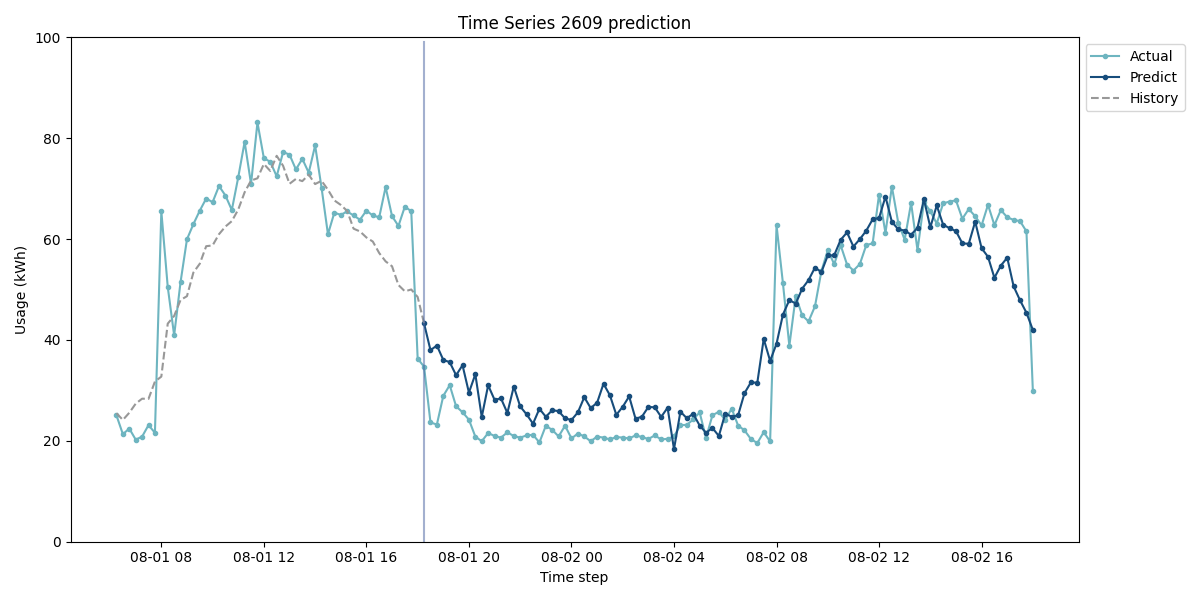 Time Series 2609 prediction
100
80
60
40
20
0
Usage (kWh)
08-01 08
08-01 12
08-01 16
08-01 20
08-02 00
08-02 04
08-02 08
08-02 12
08-02 16
Time step
Actual
Predict
History